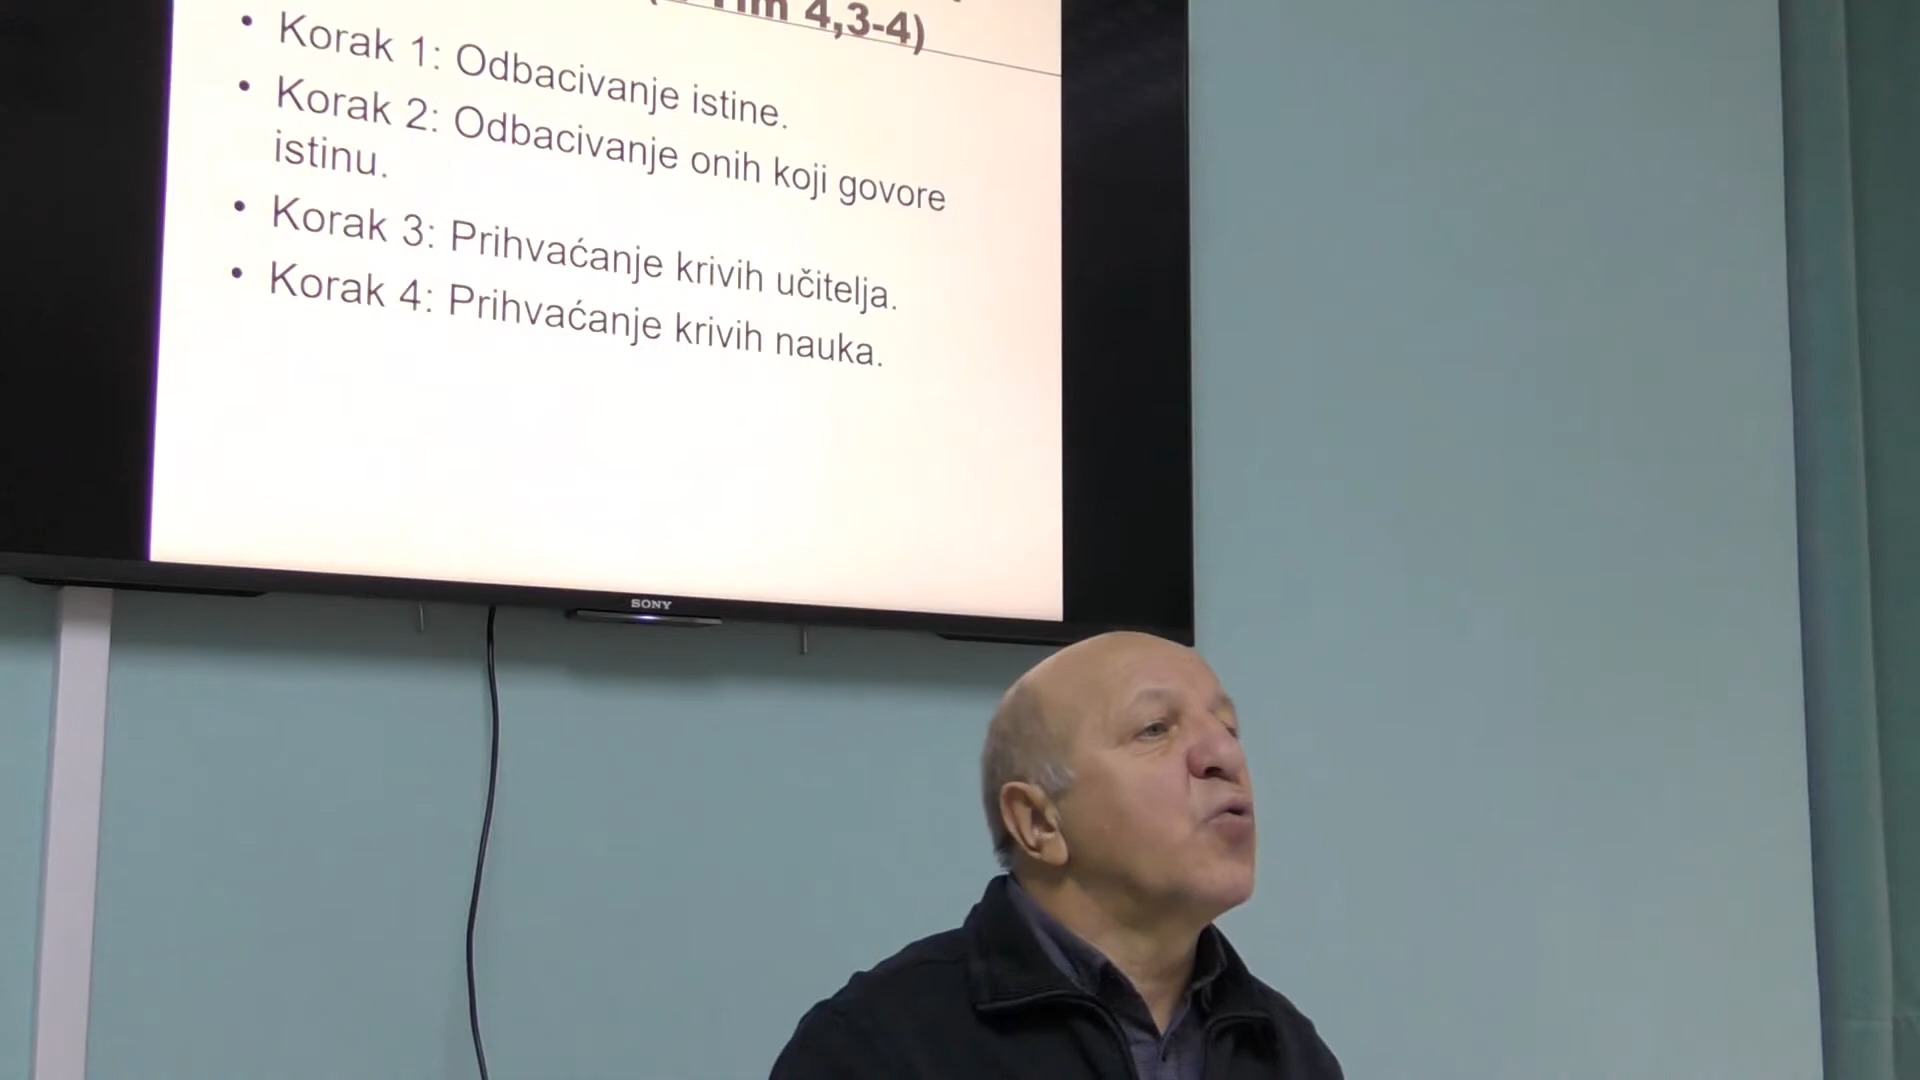 4,3-4)
• Korak 1: Odbacivanje istine.
• Korak 2: Odbacivanje onih koji govore
istinu.
• Korak 3: Prihvaćanje krivih učitelja.
• Korak 4: Prihvaćanje krivih nauka.
SONY